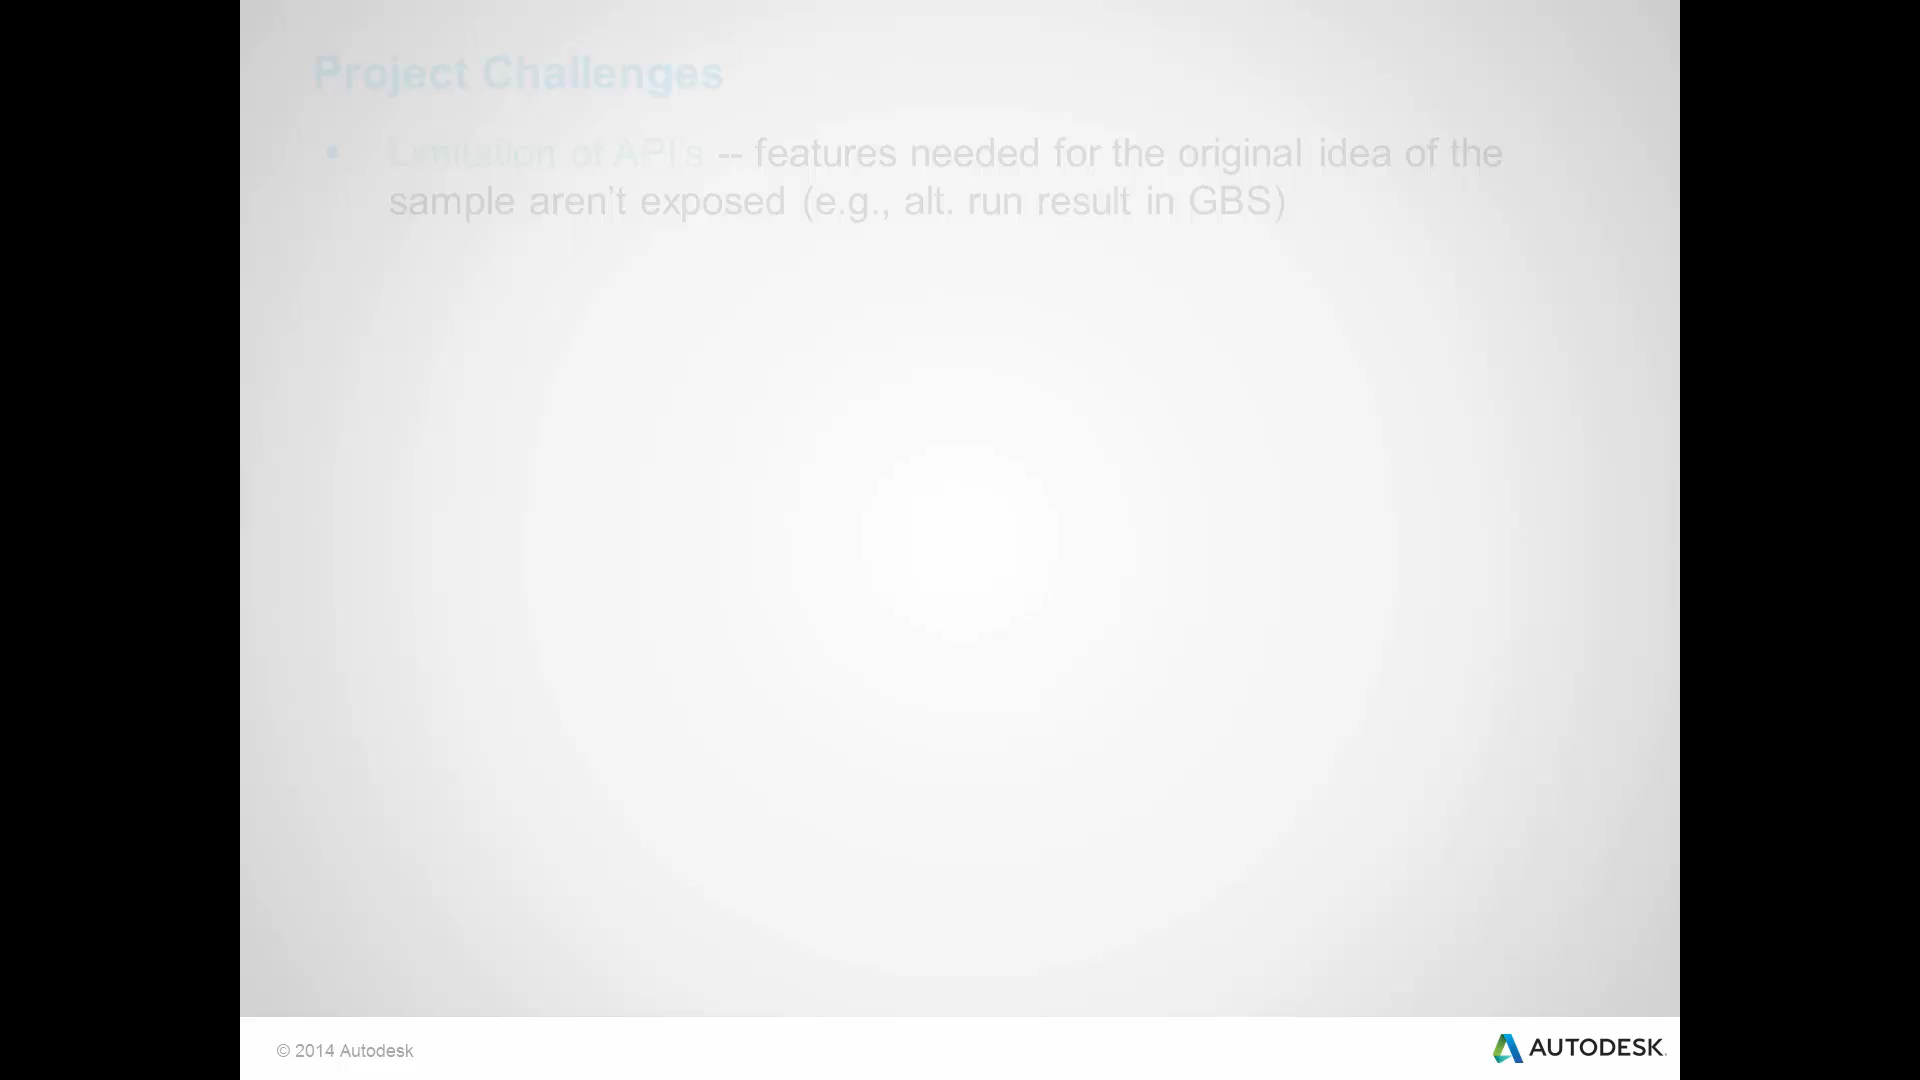 Project Challenges
• Limitation of API's -- features needed for the original idea of the
sample aren't exposed (e.g., alt. run result in GBS)
© 2014 Autodesk
AUTODESK.